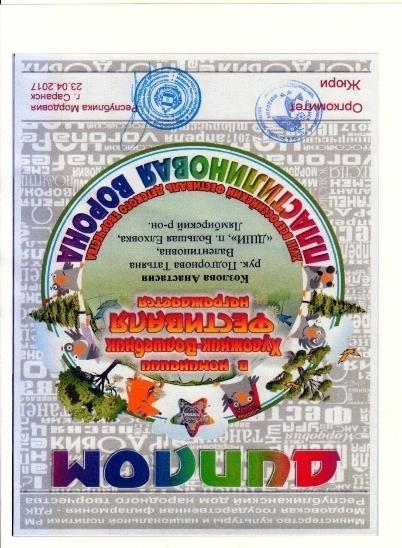 Министерство культуры и национальной политики РМ
Мордовская государственная филармония - РДК
Республиканский дом народного творчества
ДИПЛОМ
в номинации
Художник-Волшебник
ФЕСТИВАЛЯ
награждается
Козлова Анастасия
рук. Подгорнова Татьяна
Валентиновна,
«ДШИ», п. Большая Елховка,
Лямбирский р-он.
ВСЕРОССИЙСКИЙ ФЕСТИВАЛЬ ДЕТСКОГО ТВОРЧЕСТВА
ПЛАСТИЛИНОВАЯ ВОРОНА
Оргкомитет
Жюри
Республика Мордовия
г. Саранск
23.04.2017